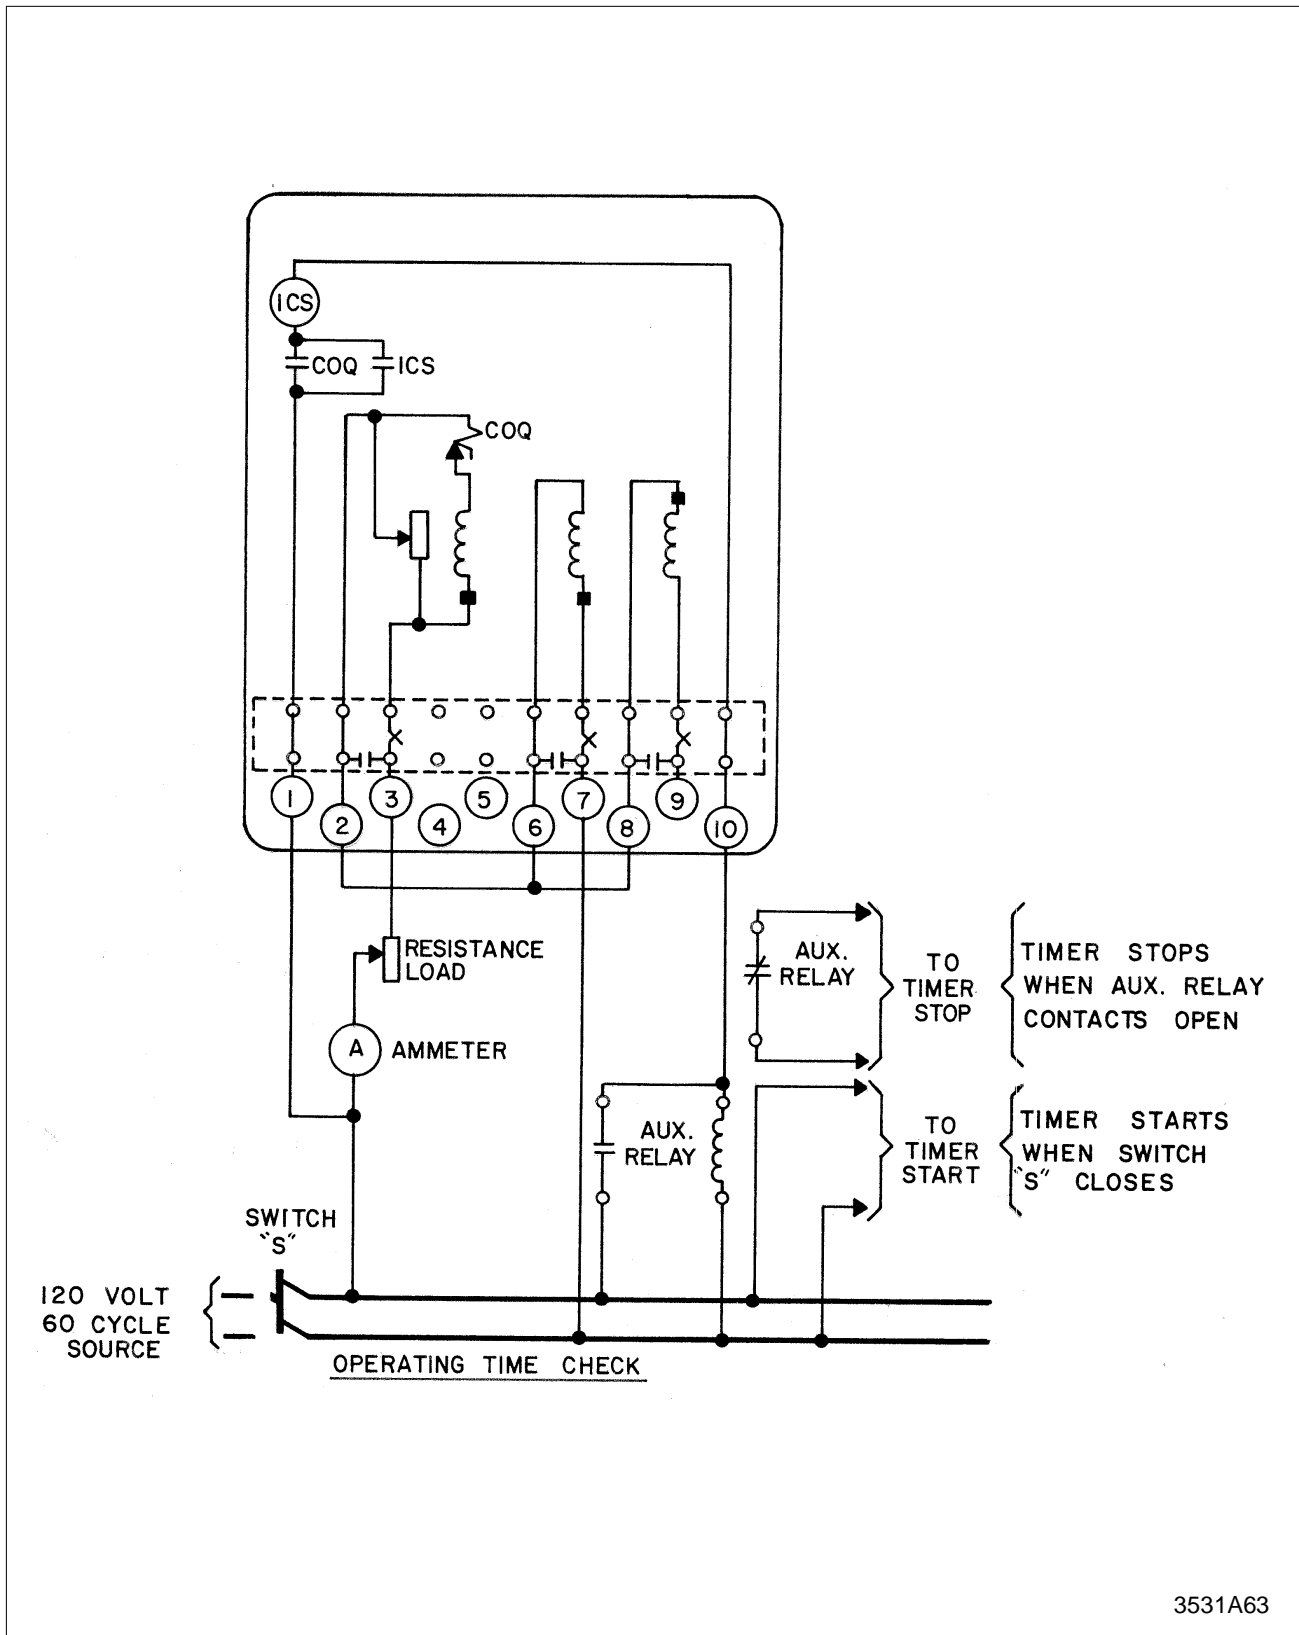 ICS
COQ
ICS
COQ
1
2
3
4
5
6
7
8
9
10
RESISTANCE
LOAD
A
AMMETER
AUX.
RELAY
TO
TIMER
STOP
TIMER STOPS
WHEN AUX. RELAY
CONTACTS OPEN
AUX.
RELAY
TO
TIMER
START
TIMER STARTS
WHEN SWITCH
"S" CLOSES
SWITCH
"S"
120 VOLT
60 CYCLE
SOURCE
OPERATING TIME CHECK
3531A63